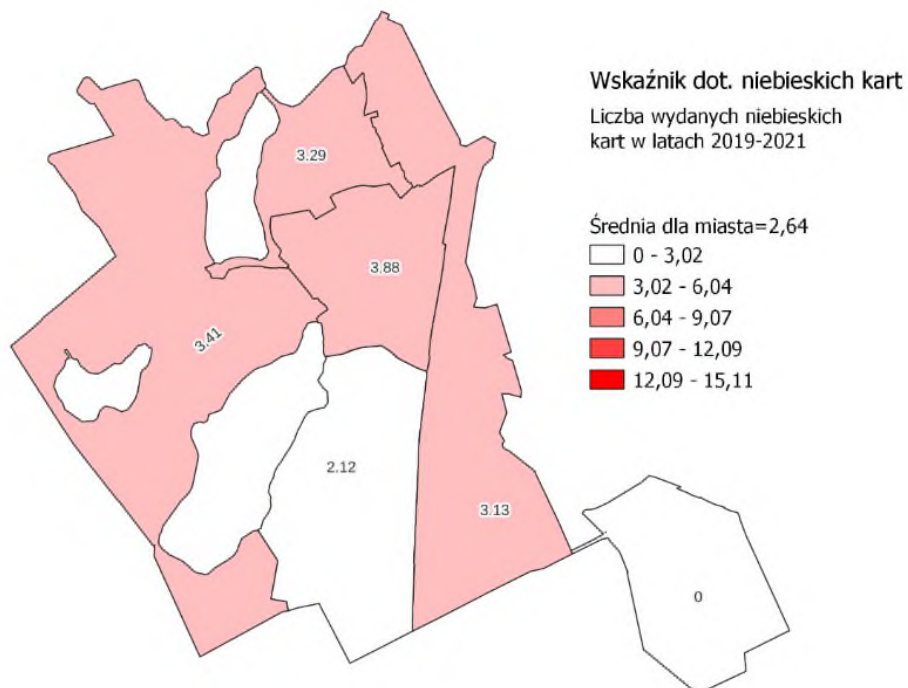 Wskaźnik dot. niebieskich kart
Liczba wydanych niebieskich
kart w latach 2019-2021
Średnia dla miasta=2,64
0 - 3,02
3,02 - 6,04
6,04 - 9,07
9,07 - 12,09
12,09 - 15,11
3.29
3.88
3.41
2.12
3.13
0